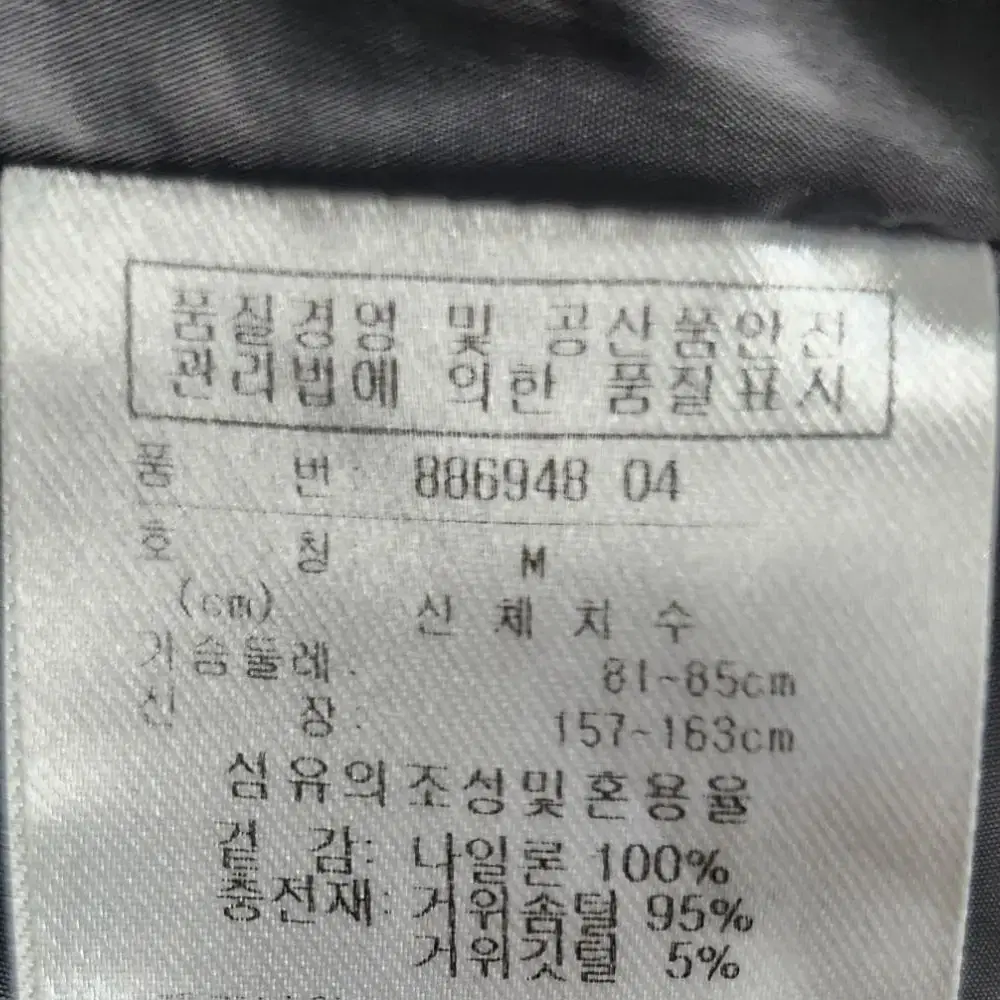 품질경영 및 공산품안전
관리법에 의한 품질표시
품 번: 886948 04
호 칭 M
(cm) 신 체 치 수
가슴둘레: 81~85cm
신 장: 157~163cm
섬유의 조성및혼용율
겉 감: 나일론 100%
충전재: 거위솜털 95%
거위깃털 5%